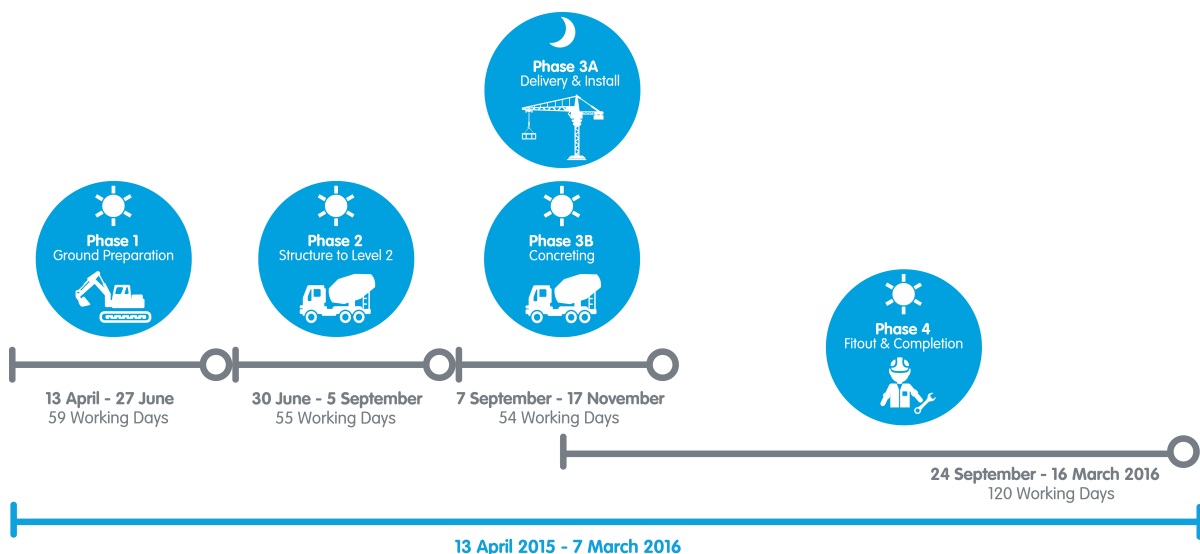 Phase 3A
Delivery & Install
Phase 1
Ground Preparation
Phase 2
Structure to Level 2
Phase 3B
Concreting
Phase 4
Fitout & Completion
13 April - 27 June
59 Working Days
30 June - 5 September
55 Working Days
7 September - 17 November
54 Working Days
24 September - 16 March 2016
120 Working Days
13 April 2015 - 7 March 2016